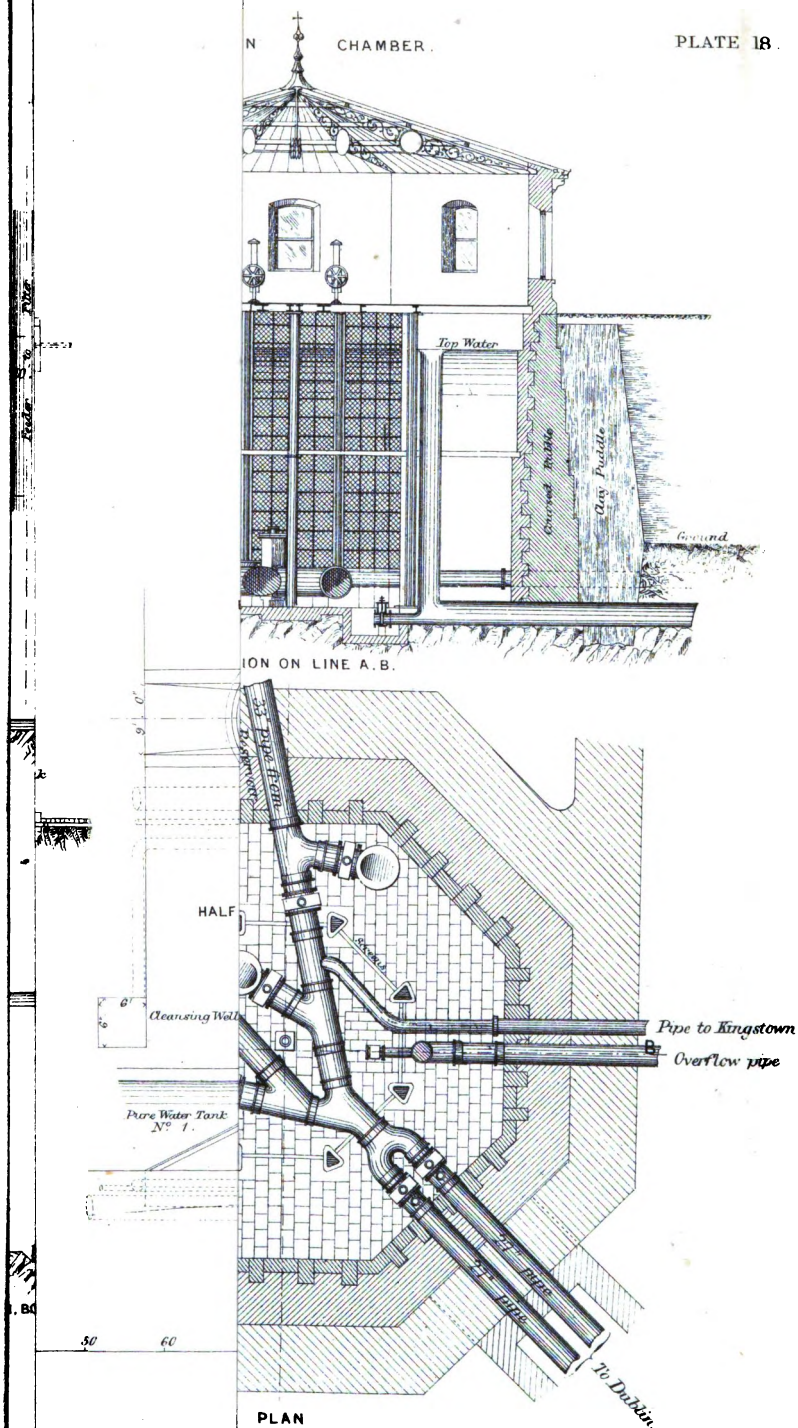 N CHAMBER.
PLATE 18.
Top Water
Coursed Rubble
Clay Puddle
Ground
ION ON LINE A.B.
9' 0"
33" Pipe from
Roundwood
HALF
Screens
6'
6"
Cleansing Well
Pipe to Kingstown
B
Overflow pipe
Pure Water Tank
Nº 1.
27" pipe
27" pipe
To Dublin
50 60
PLAN